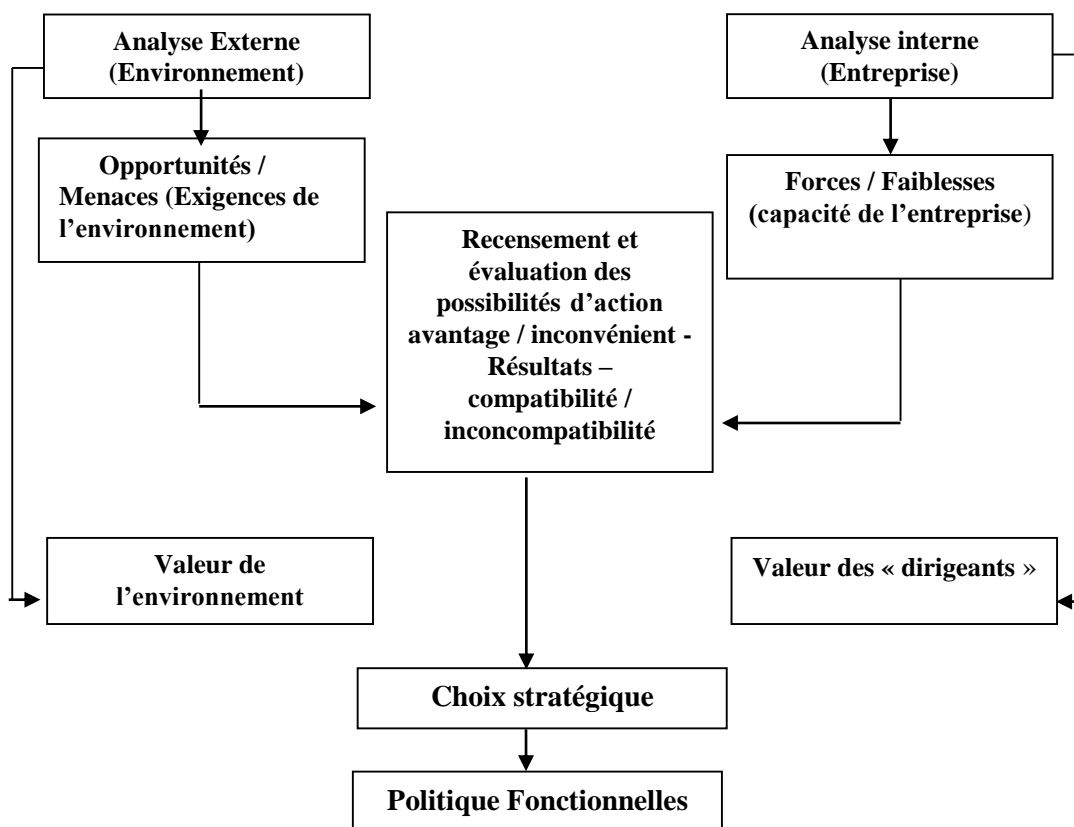 Analyse Externe
(Environnement)
Analyse interne
(Entreprise)
Opportunités /
Menaces (Exigences de
l’environnement)
Forces / Faiblesses
(capacité de l’entreprise)
Recensement et
évaluation des
possibilités d’action
avantage / inconvénient -
Résultats –
compatibilité /
inconcompatibilité
Valeur de
l’environnement
Valeur des « dirigeants »
Choix stratégique
Politique Fonctionnelles